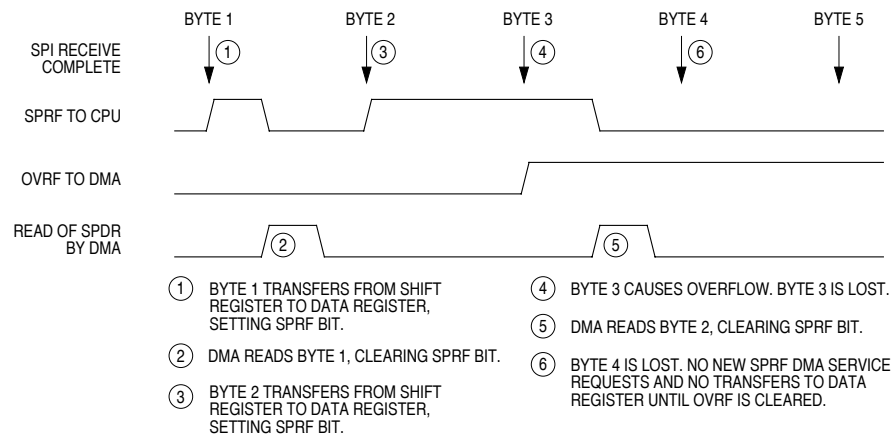 BYTE 1 BYTE 2 BYTE 3 BYTE 4 BYTE 5
SPI RECEIVE
COMPLETE
1 3 4 6
SPRF TO CPU
OVRF TO DMA
READ OF SPDR
BY DMA
2 5
1 BYTE 1 TRANSFERS FROM SHIFT
REGISTER TO DATA REGISTER,
SETTING SPRF BIT.
2 DMA READS BYTE 1, CLEARING SPRF BIT.
3 BYTE 2 TRANSFERS FROM SHIFT
REGISTER TO DATA REGISTER,
SETTING SPRF BIT.
4 BYTE 3 CAUSES OVERFLOW. BYTE 3 IS LOST.
5 DMA READS BYTE 2, CLEARING SPRF BIT.
6 BYTE 4 IS LOST. NO NEW SPRF DMA SERVICE
REQUESTS AND NO TRANSFERS TO DATA
REGISTER UNTIL OVRF IS CLEARED.